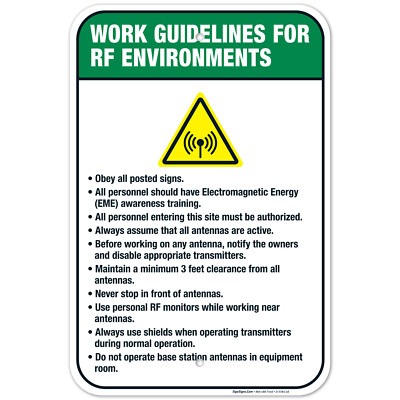 WORK GUIDELINES FOR
RF ENVIRONMENTS
• Obey all posted signs.
• All personnel should have Electromagnetic Energy
(EME) awareness training.
• All personnel entering this site must be authorized.
• Always assume that all antennas are active.
• Before working on any antenna, notify the owners
and disable appropriate transmitters.
• Maintain a minimum 3 feet clearance from all
antennas.
• Never stop in front of antennas.
• Use personal RF monitors while working near
antennas.
• Always use shields when operating transmitters
during normal operation.
• Do not operate base station antennas in equipment
room.